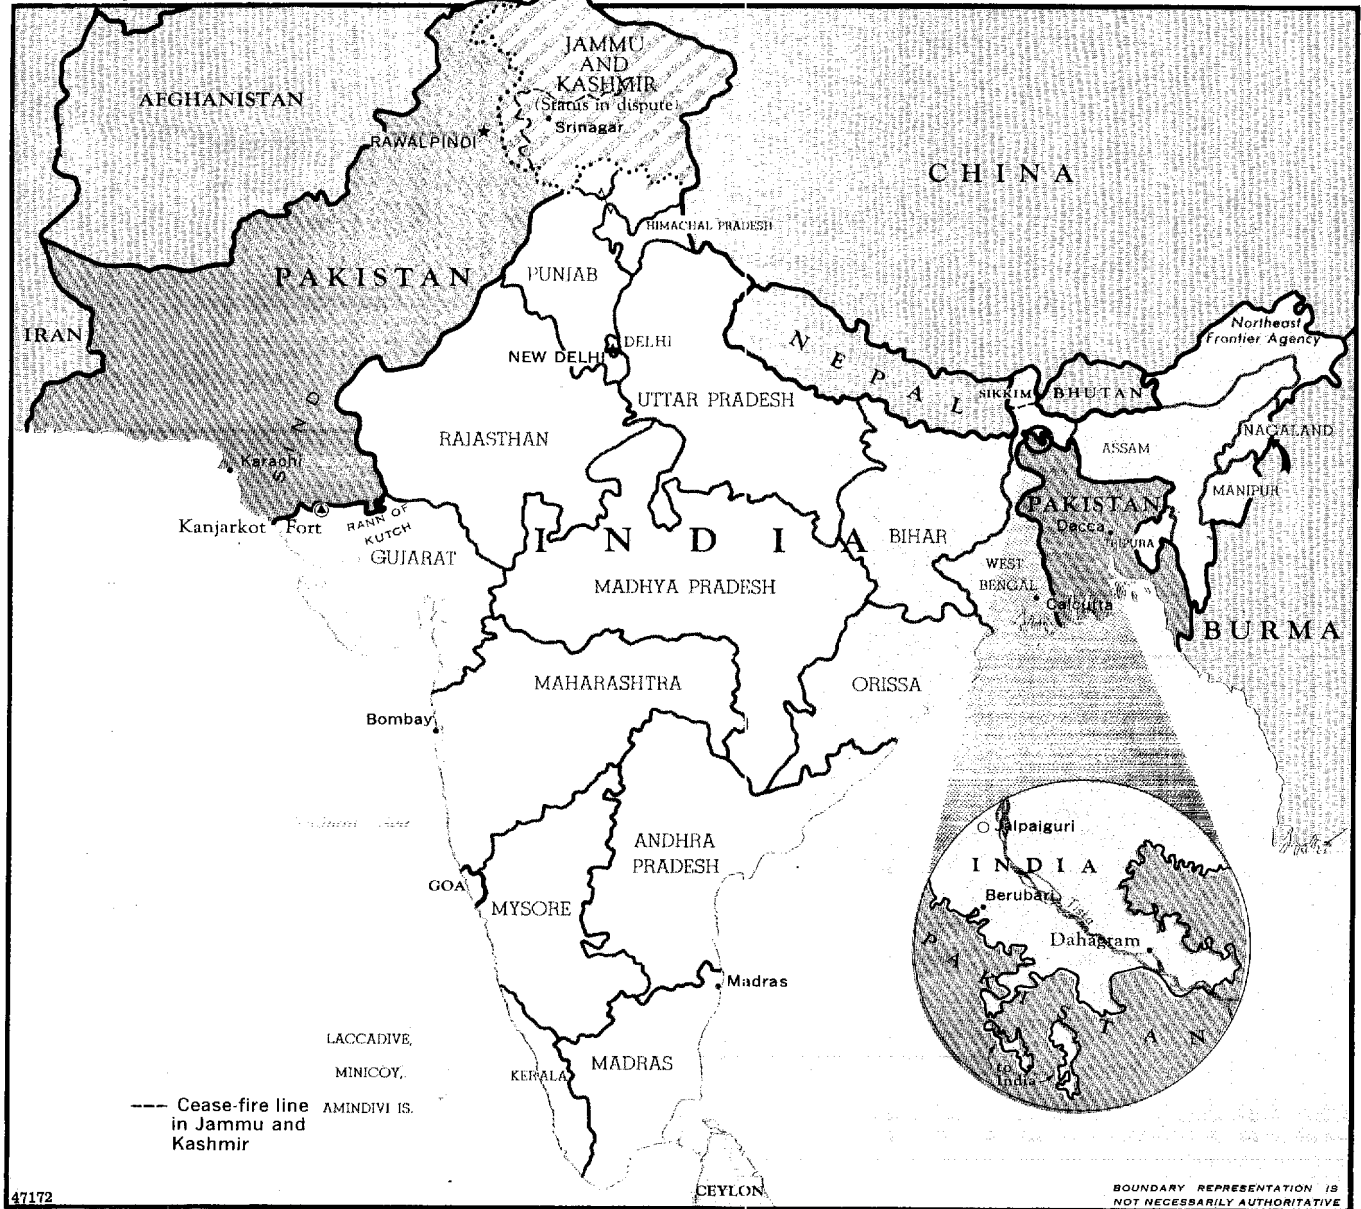 JAMMU
AND
KASHMIR
(Status in dispute)
Srinagar
AFGHANISTAN
RAWALPINDI
CHINA
HIMACHAL PRADESH
PAKISTAN
PUNJAB
IRAN
Northeast
Frontier Agency
DELHI
NEW DELHI
NEPAL
SIKKIM
BHUTAN
UTTAR PRADESH
SIND
RAJASTHAN
NAGALAND
ASSAM
Karachi
MANIPUR
PAKISTAN
Kanjarkot Fort
RANN OF
KUTCH
Dacca
TRIPURA
INDIA
BIHAR
GUJARAT
WEST
BENGAL
MADHYA PRADESH
Calcutta
BURMA
MAHARASHTRA
ORISSA
Bombay
Jalpaiguri
ANDHRA
PRADESH
INDIA
GOA
Berubari
Tista
MYSORE
Dahagram
PAKISTAN
Madras
LACCADIVE,
MINICOY,
AMINDIVI IS.
KERALA
MADRAS
to
India
--- Cease-fire line
in Jammu and
Kashmir
CEYLON
47172
BOUNDARY REPRESENTATION IS
NOT NECESSARILY AUTHORITATIVE